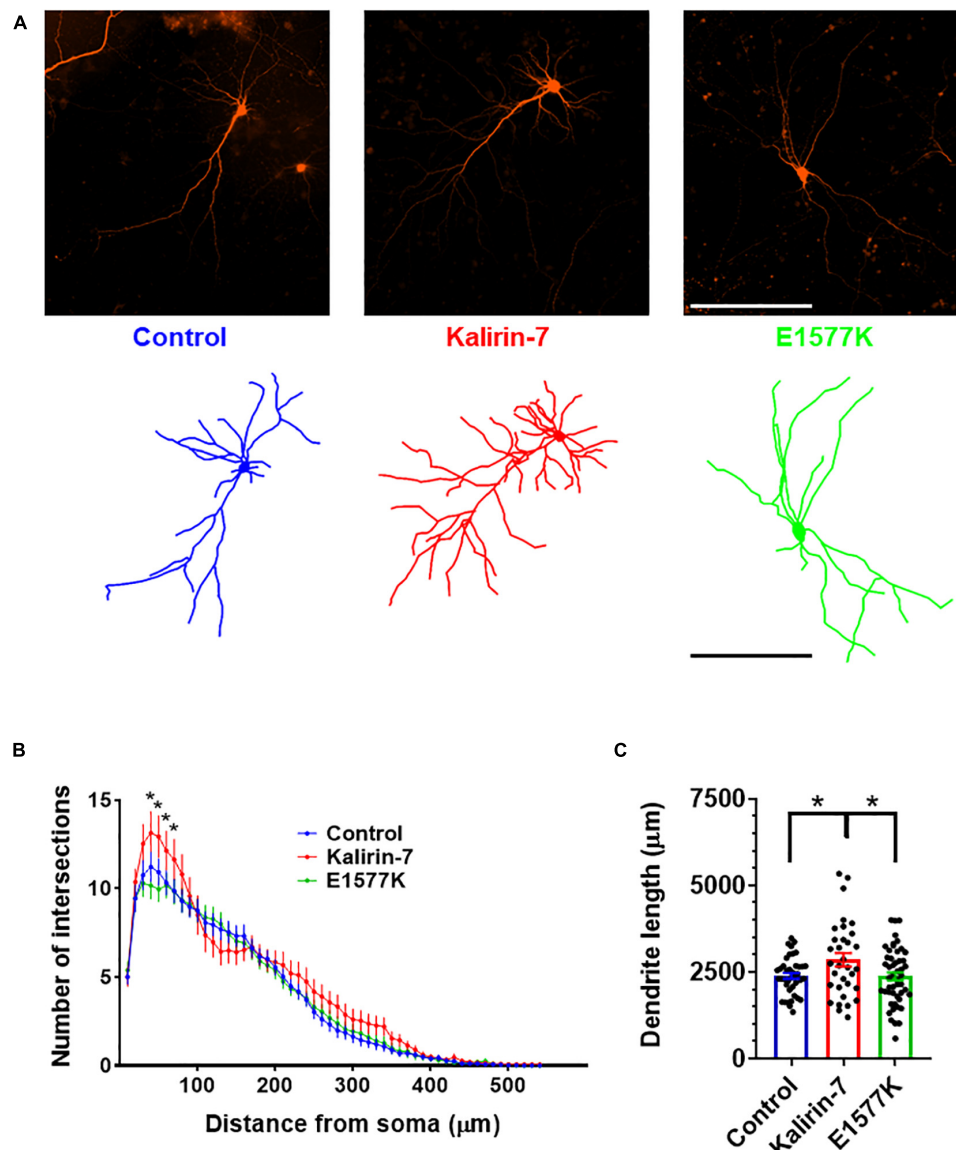 A
Control
Kalirin-7
E1577K
B
Number of intersections
15
10
5
0
* * * *
Control
Kalirin-7
E1577K
100
200
300
400
500
Distance from soma (μm)
C
Dendrite length (μm)
7500
5000
2500
0
* *
Control
Kalirin-7
E1577K